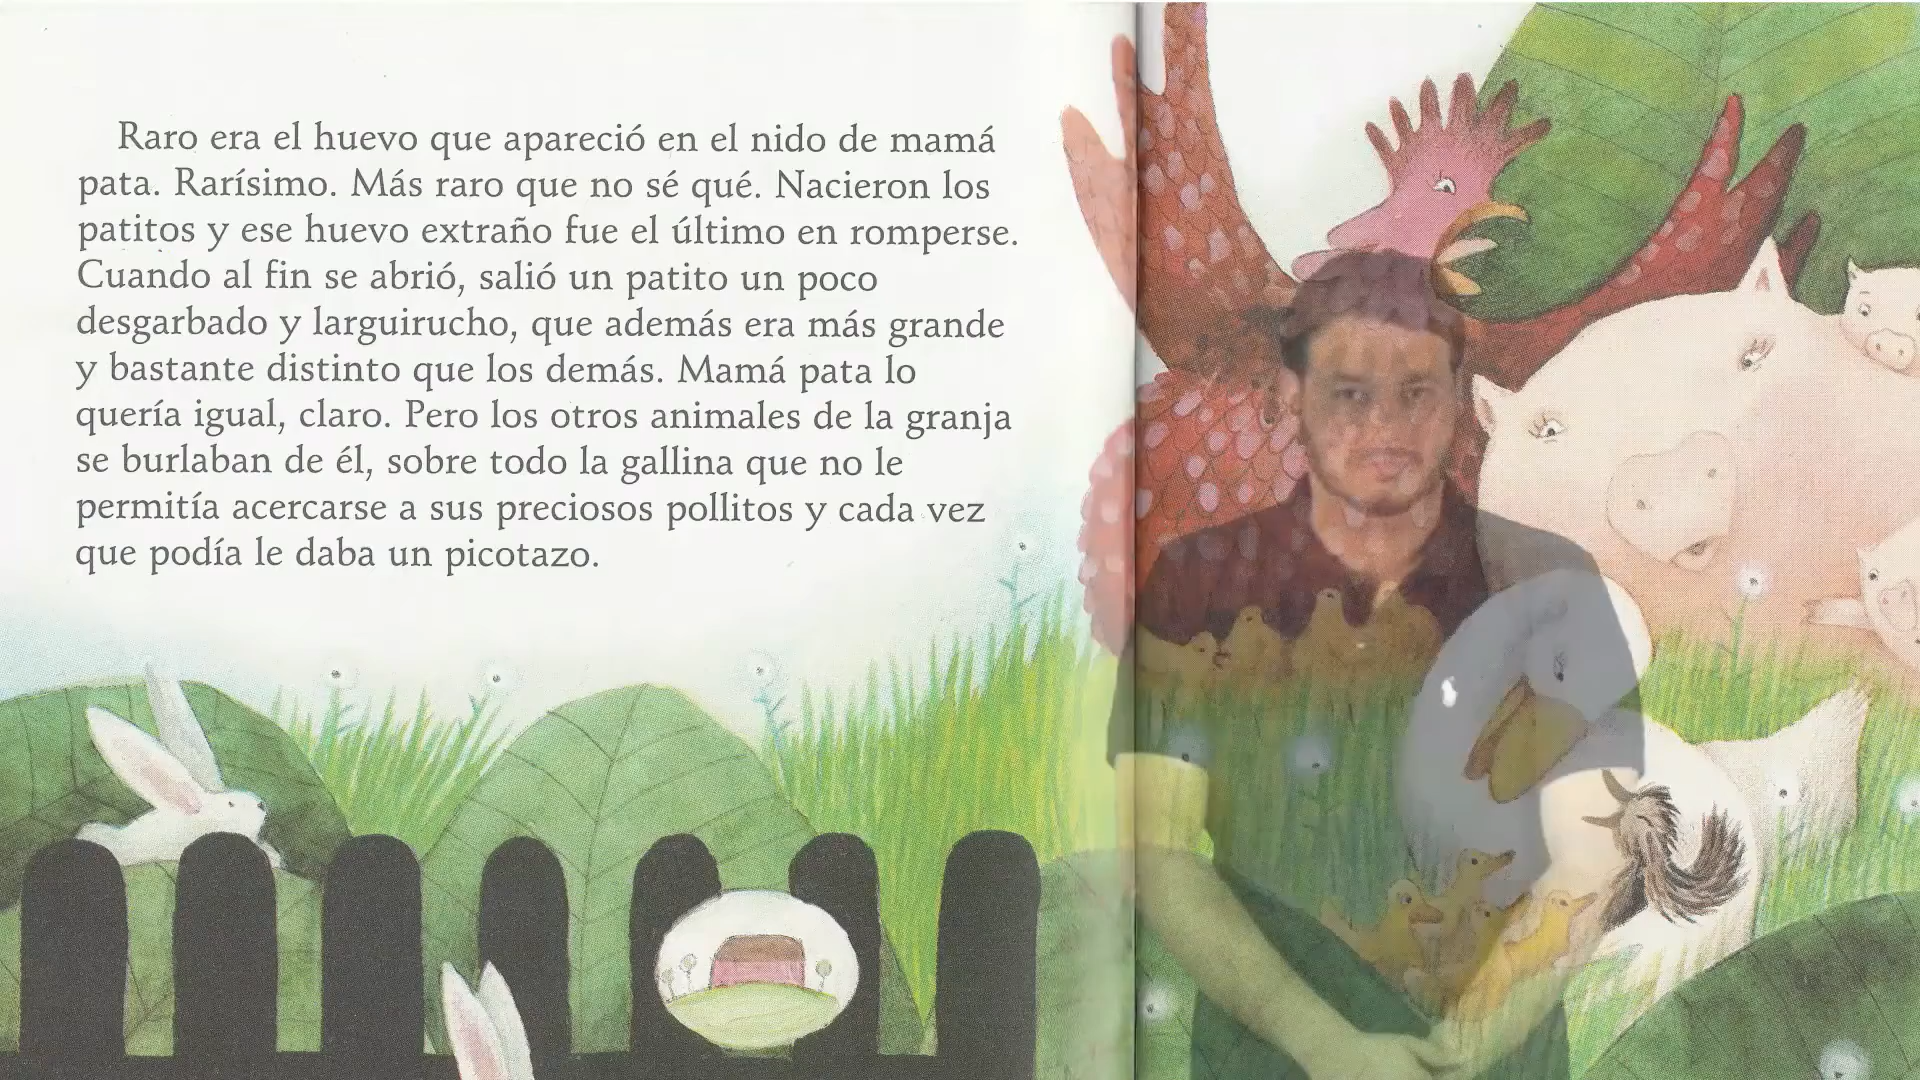 Raro era el huevo que apareció en el nido de mamá
pata. Rarísimo. Más raro que no sé qué. Nacieron los
patitos y ese huevo extraño fue el último en romperse.
Cuando al fin se abrió, salió un patito un poco
desgarbado y larguirucho, que además era más grande
y bastante distinto que los demás. Mamá pata lo
quería igual, claro. Pero los otros animales de la granja
se burlaban de él, sobre todo la gallina que no le
permitía acercarse a sus preciosos pollitos y cada vez
que podía le daba un picotazo.